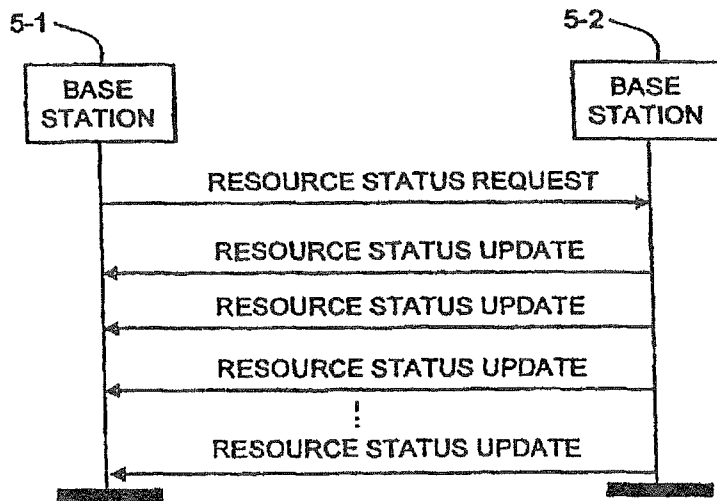 5-1
5-2
BASE
STATION
BASE
STATION
RESOURCE STATUS REQUEST
RESOURCE STATUS UPDATE
RESOURCE STATUS UPDATE
RESOURCE STATUS UPDATE
RESOURCE STATUS UPDATE